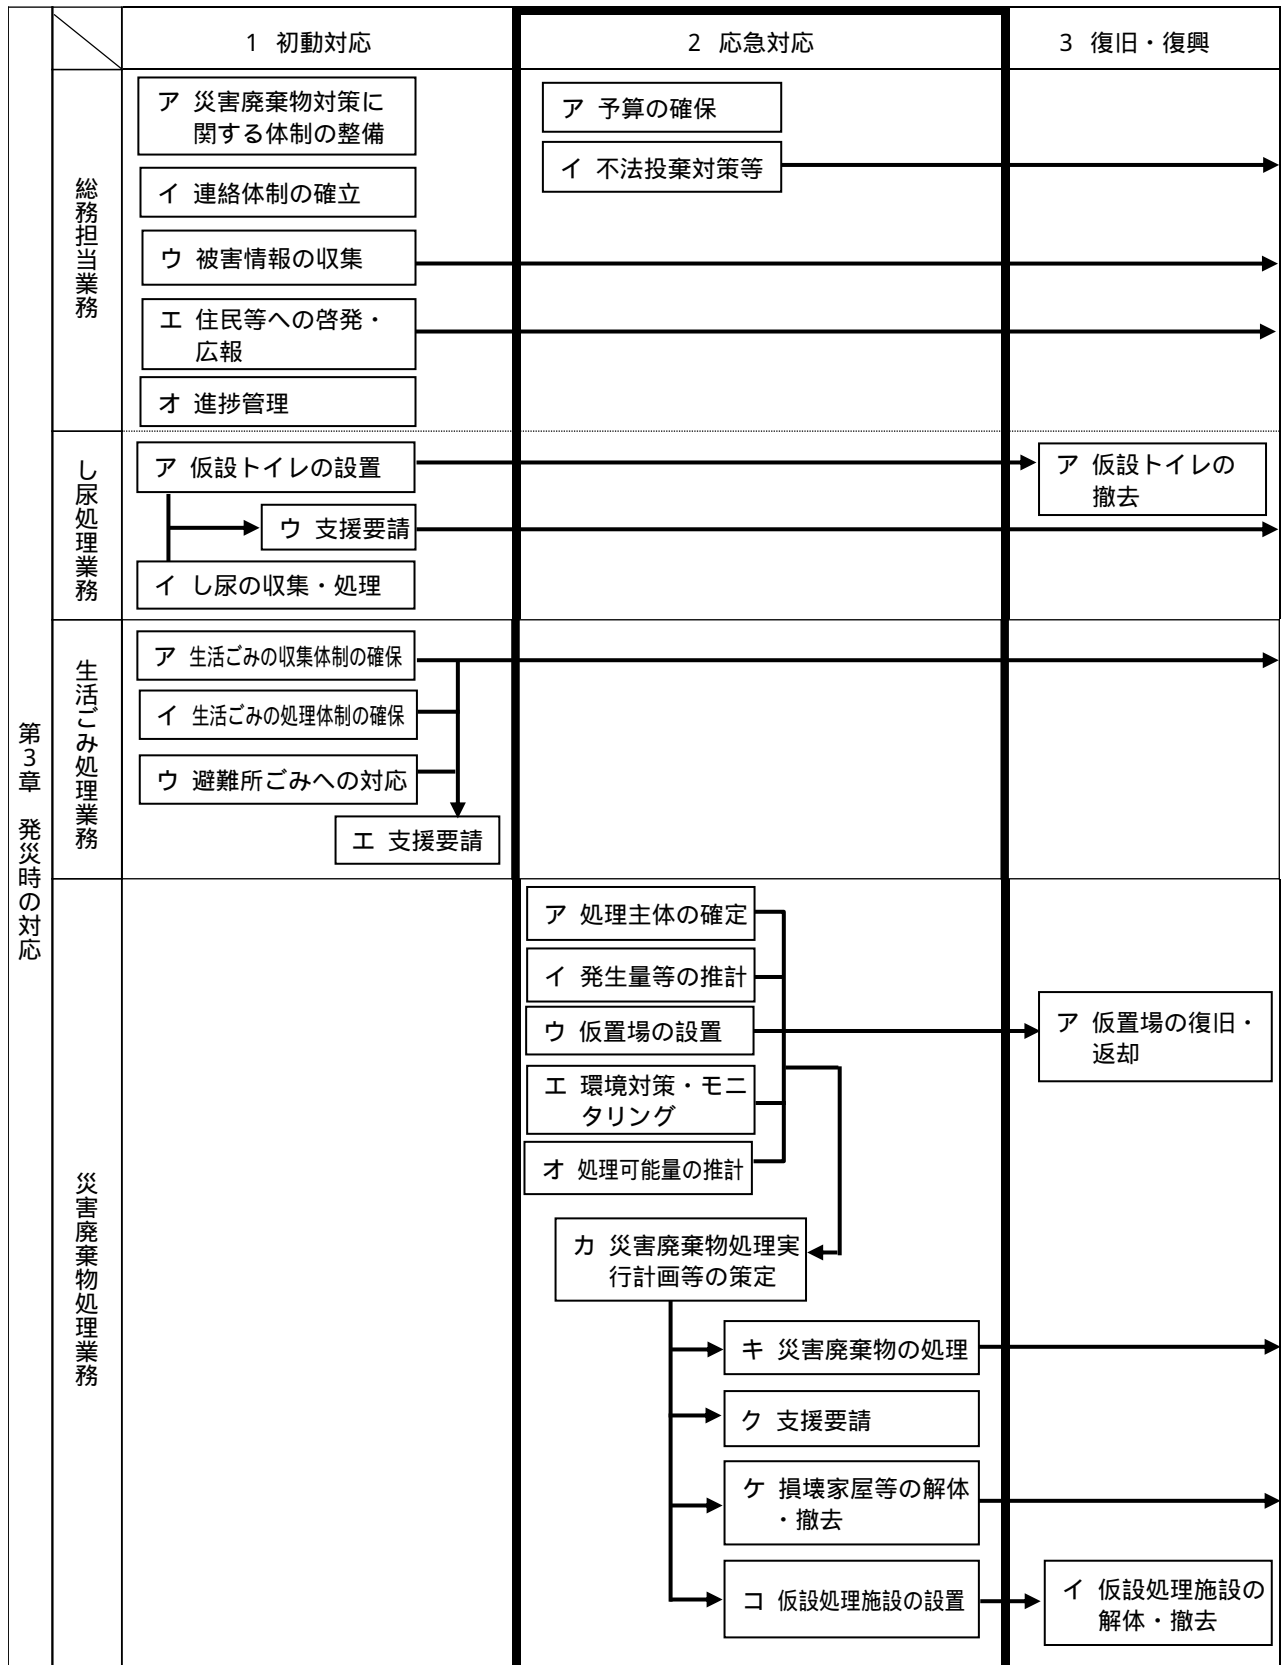 1 初動対応
2 応急対応
3 復旧・復興
第3章 発災時の対応
総務担当業務
ア 災害廃棄物対策に
関する体制の整備
イ 連絡体制の確立
ウ 被害情報の収集
エ 住民等への啓発・
広報
オ 進捗管理
ア 予算の確保
イ 不法投棄対策等
し尿処理業務
ア 仮設トイレの設置
ウ 支援要請
イ し尿の収集・処理
ア 仮設トイレの
撤去
生活ごみ処理業務
ア 生活ごみの収集体制の確保
イ 生活ごみの処理体制の確保
ウ 避難所ごみへの対応
エ 支援要請
災害廃棄物処理業務
ア 処理主体の確定
イ 発生量等の推計
ウ 仮置場の設置
エ 環境対策・モニ
タリング
オ 処理可能量の推計
カ 災害廃棄物処理実
行計画等の策定
キ 災害廃棄物の処理
ク 支援要請
ケ 損壊家屋等の解体
・撤去
コ 仮設処理施設の設置
ア 仮置場の復旧・
返却
イ 仮設処理施設の
解体・撤去